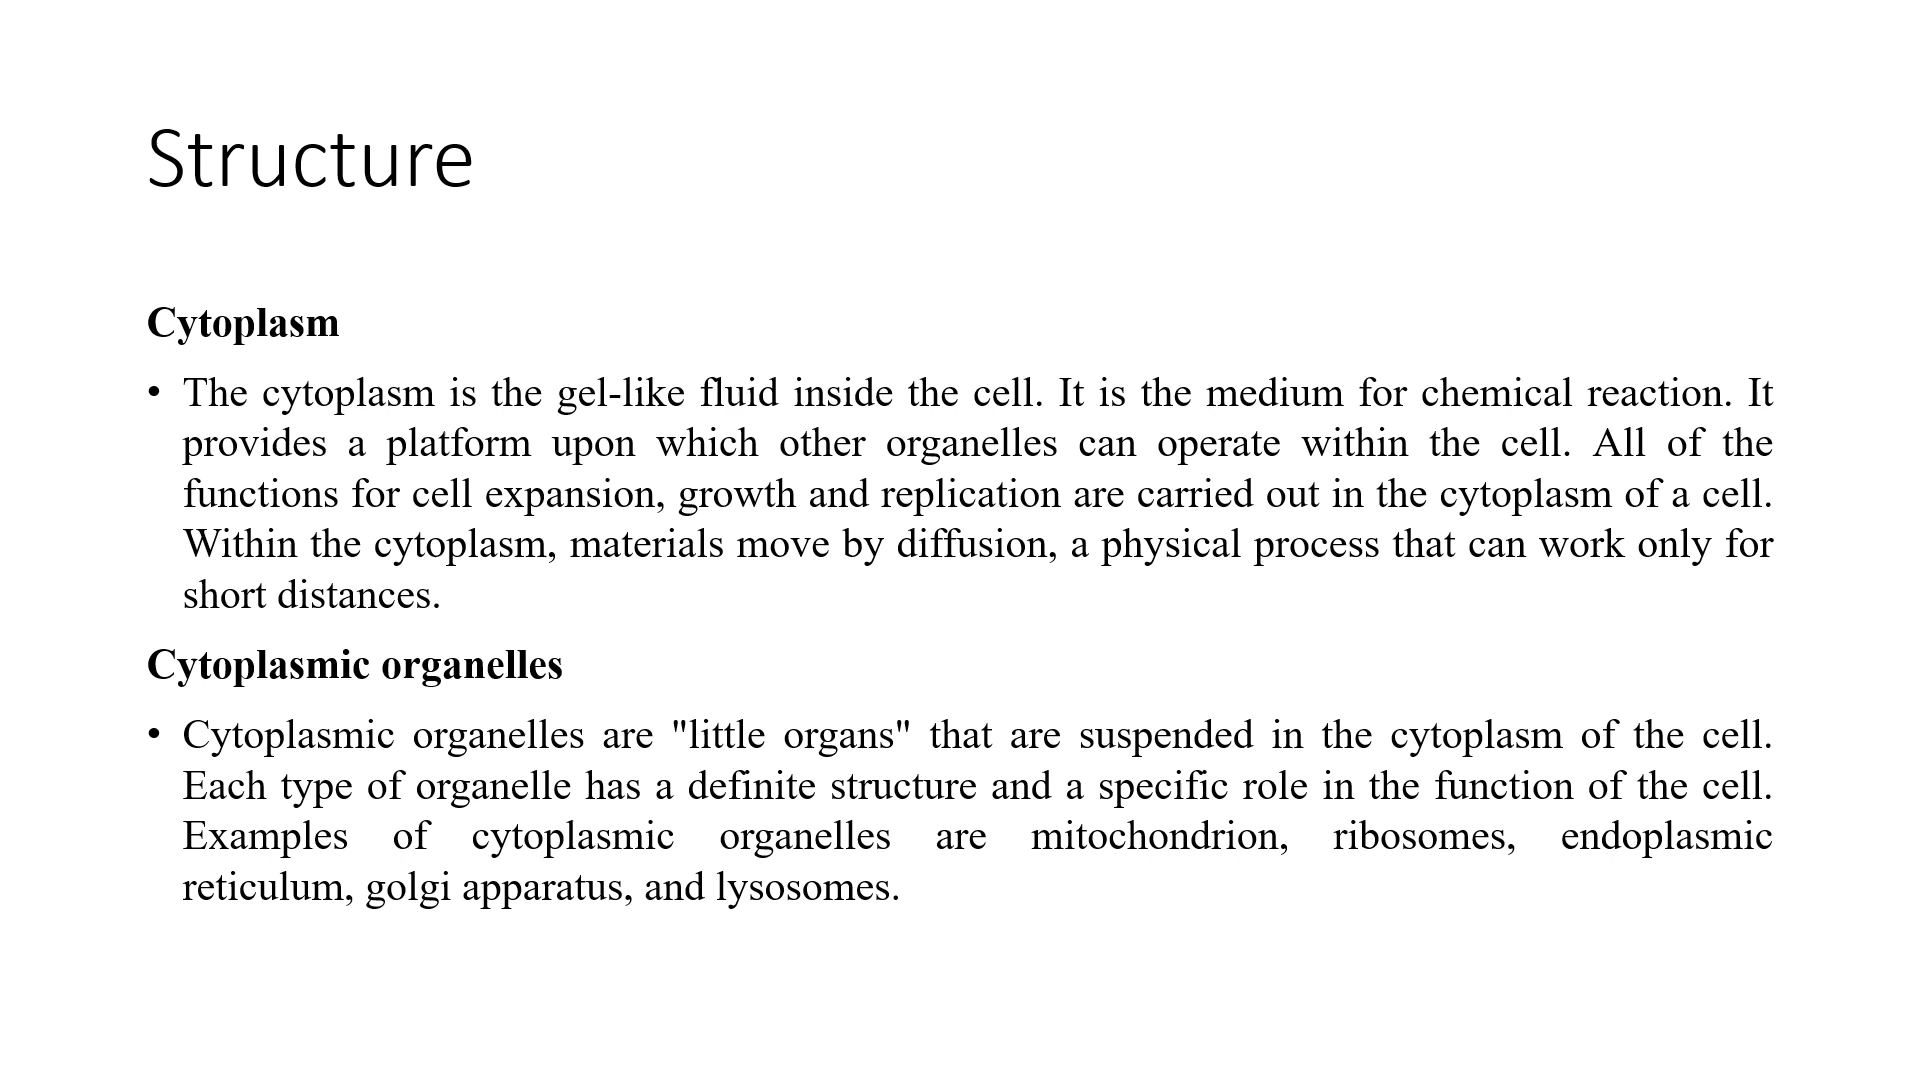 Structure
Cytoplasm
• The cytoplasm is the gel-like fluid inside the cell. It is the medium for chemical reaction. It
provides a platform upon which other organelles can operate within the cell. All of the
functions for cell expansion, growth and replication are carried out in the cytoplasm of a cell.
Within the cytoplasm, materials move by diffusion, a physical process that can work only for
short distances.
Cytoplasmic organelles
• Cytoplasmic organelles are "little organs" that are suspended in the cytoplasm of the cell.
Each type of organelle has a definite structure and a specific role in the function of the cell.
Examples of cytoplasmic organelles are mitochondrion, ribosomes, endoplasmic
reticulum, golgi apparatus, and lysosomes.